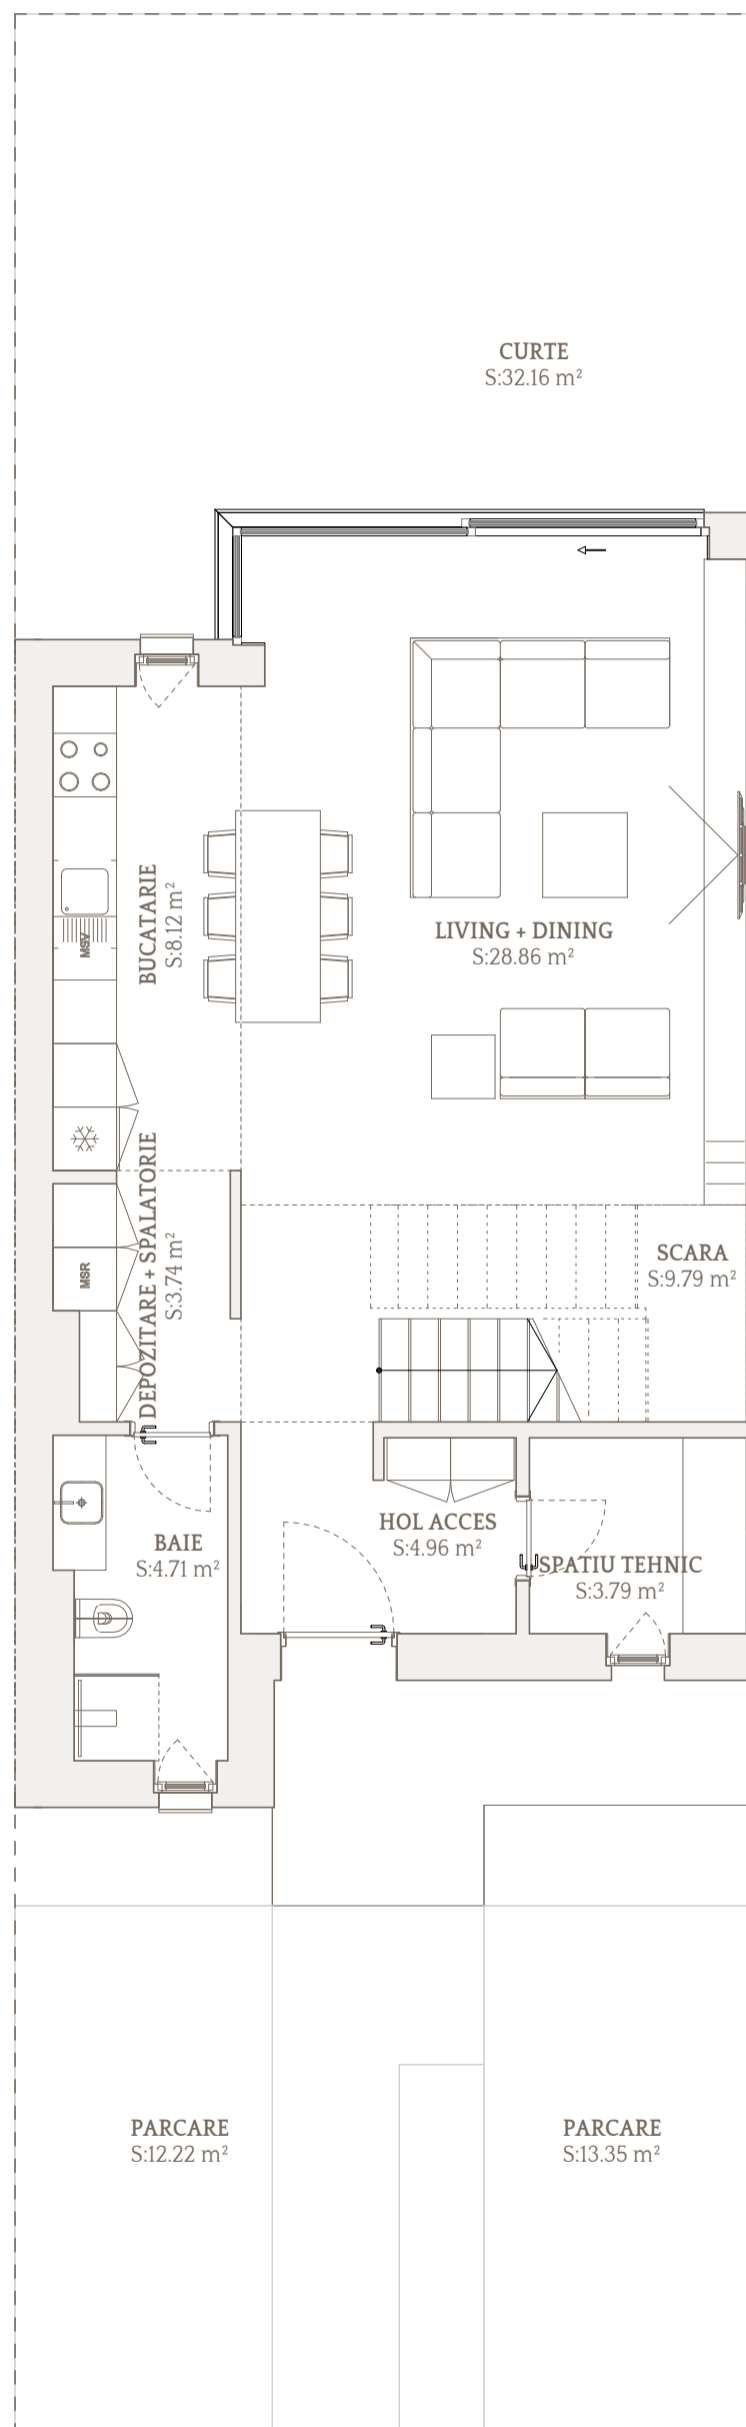 CURTE
S:32.16 m²
BUCATARIE
S:8.12 m²
MSV
LIVING + DINING
S:28.86 m²
DEPOZITARE + SPALATORIE
S:3.74 m²
MSR
SCARA
S:9.79 m²
BAIE
S:4.71 m²
HOL ACCES
S:4.96 m²
SPATIU TEHNIC
S:3.79 m²
PARCARE
S:12.22 m²
PARCARE
S:13.35 m²